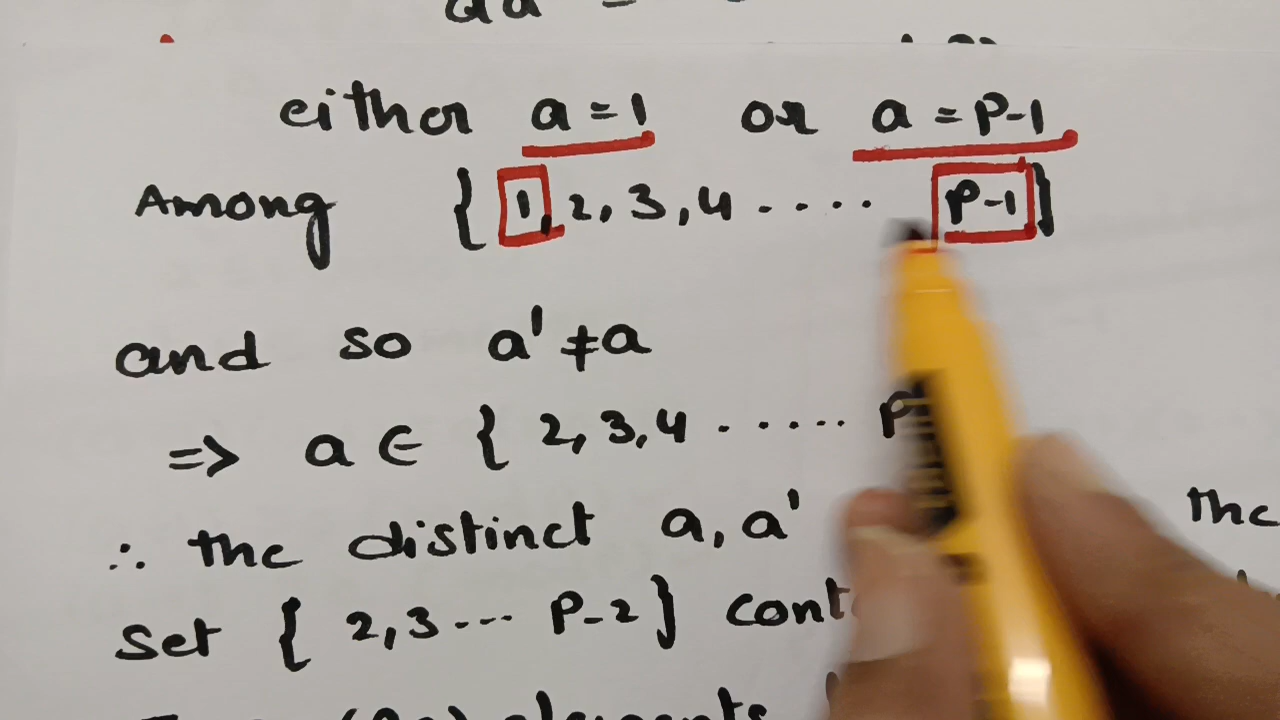 either a = 1 or a = P-1
Among { 1, 2, 3, 4 . . . . P-1 }
and so a' ≠ a
=> a ∈ { 2, 3, 4 . . . . . P
∴ the distinct a, a' the
Set { 2, 3 --- P-2 } cont
elements